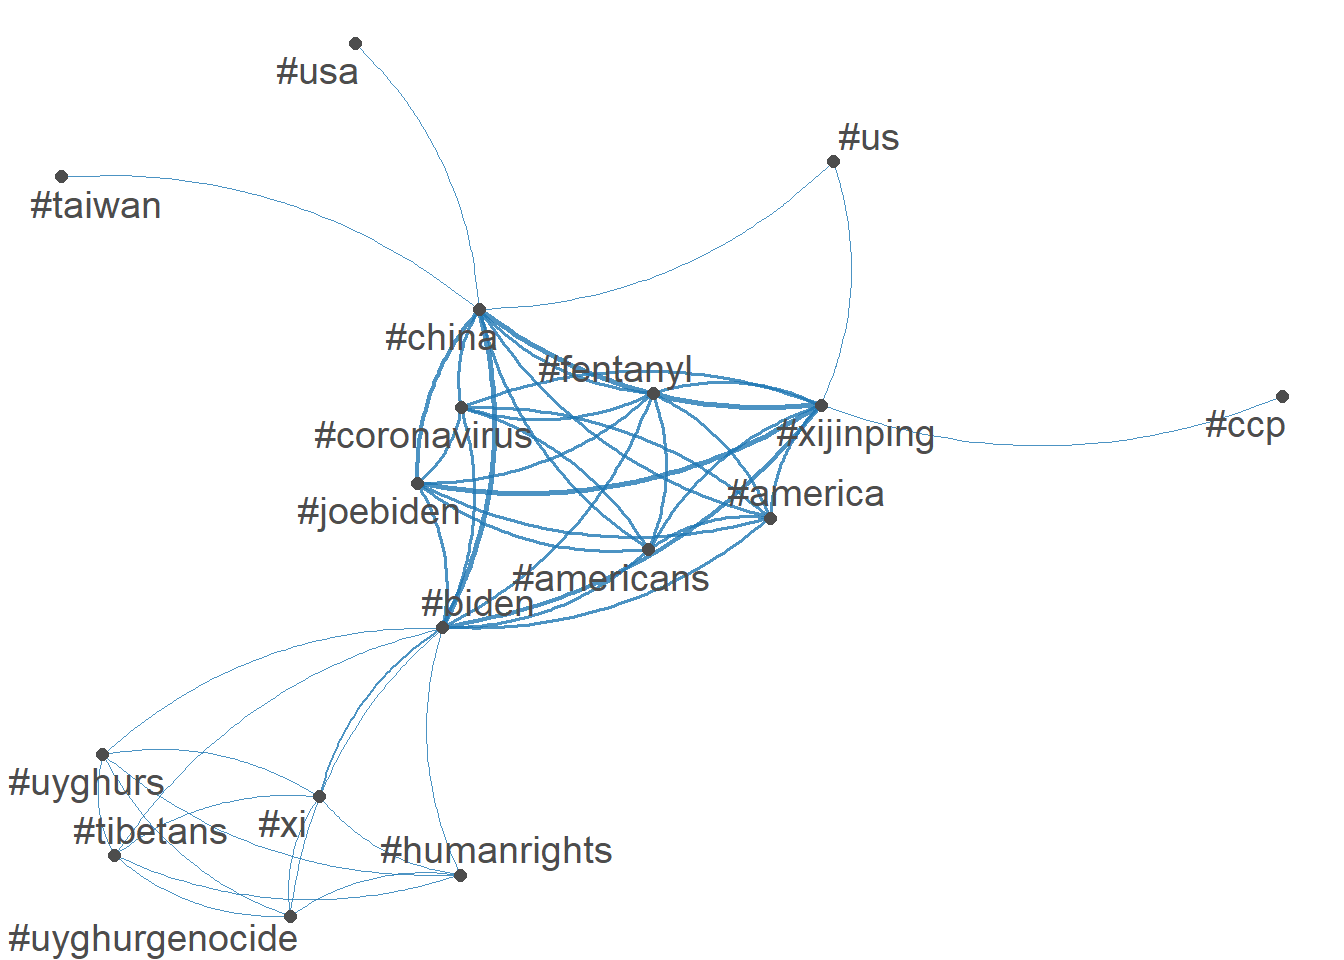 #usa
#us
#taiwan
#china
#fentanyl
#ccp
#coronavirus
#xijinping
#america
#joebiden
#americans
#biden
#uyghurs
#xi
#tibetans
#humanrights
#uyghurgenocide